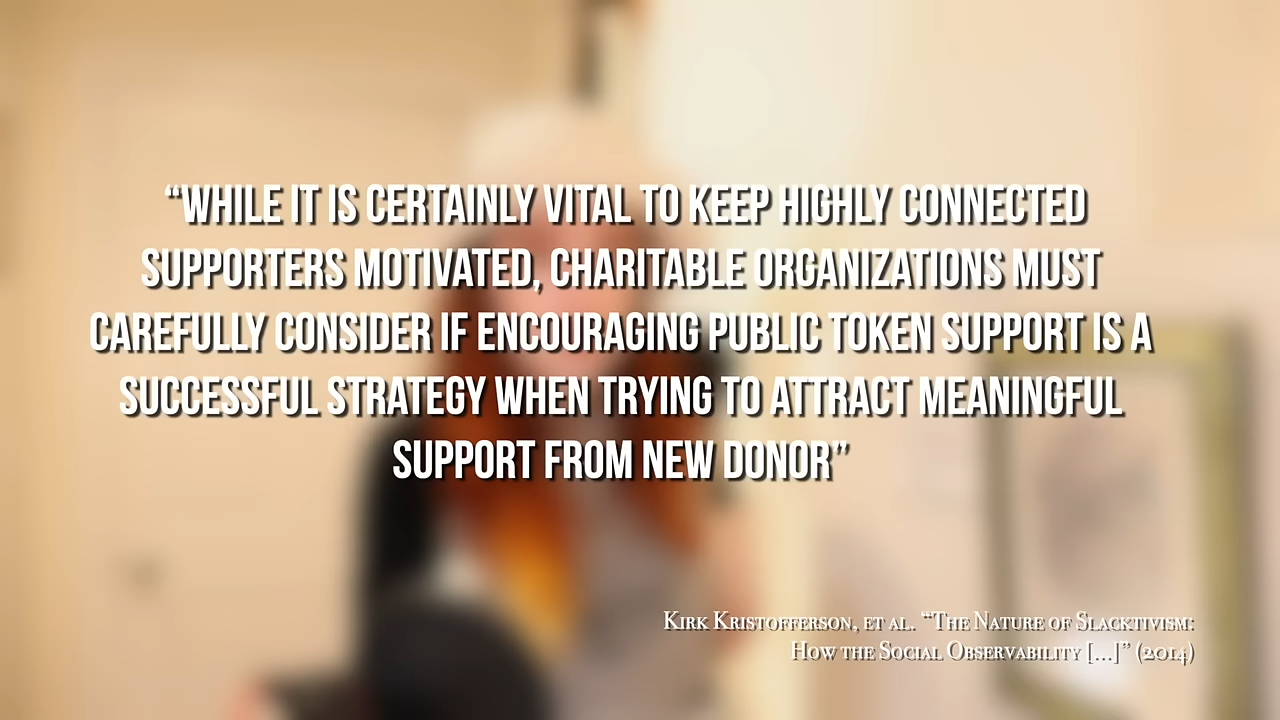 “WHILE IT IS CERTAINLY VITAL TO KEEP HIGHLY CONNECTED
SUPPORTERS MOTIVATED, CHARITABLE ORGANIZATIONS MUST
CAREFULLY CONSIDER IF ENCOURAGING PUBLIC TOKEN SUPPORT IS A
SUCCESSFUL STRATEGY WHEN TRYING TO ATTRACT MEANINGFUL
SUPPORT FROM NEW DONOR”
Kirk Kristofferson, et al. “The Nature of Slacktivism:
How the Social Observability [...]” (2014)